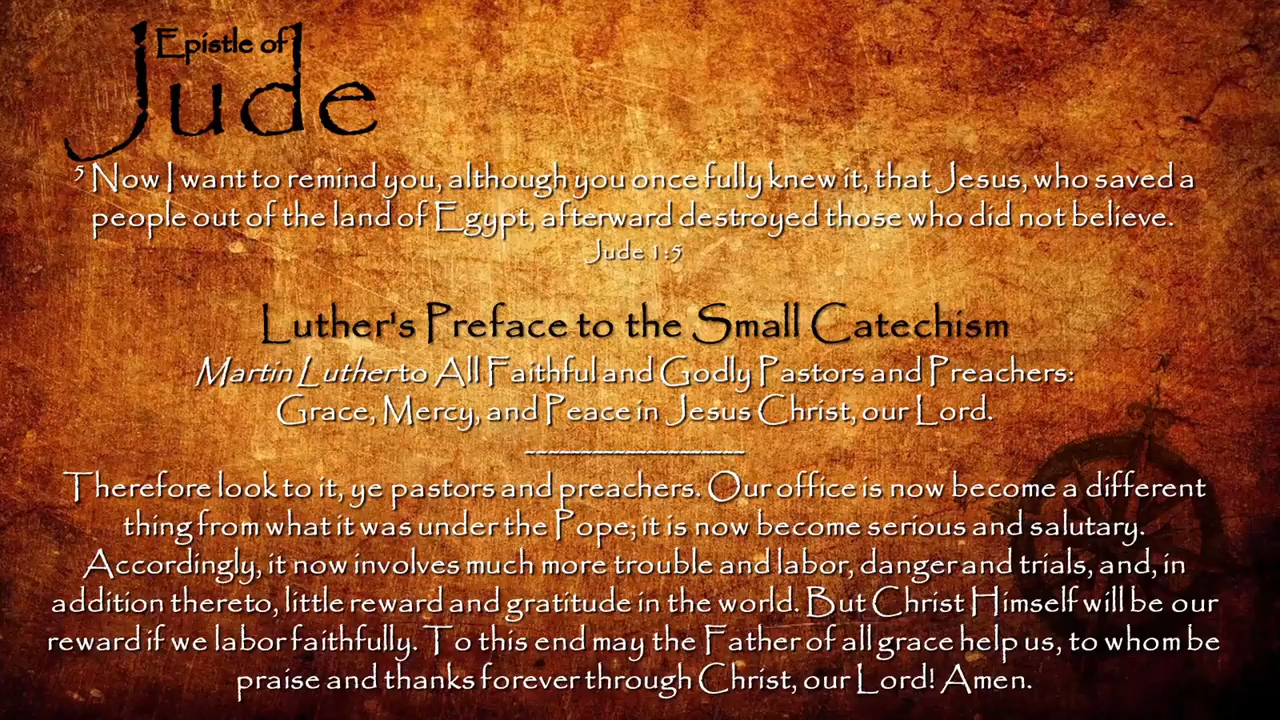 Epistle of
Jude
5 Now I want to remind you, although you once fully knew it, that Jesus, who saved a
people out of the land of Egypt, afterward destroyed those who did not believe.
Jude 1:5
Luther's Preface to the Small Catechism
Martin Luther to All Faithful and Godly Pastors and Preachers:
Grace, Mercy, and Peace in Jesus Christ, our Lord.
--------------------
Therefore look to it, ye pastors and preachers. Our office is now become a different
thing from what it was under the Pope; it is now become serious and salutary.
Accordingly, it now involves much more trouble and labor, danger and trials, and, in
addition thereto, little reward and gratitude in the world. But Christ Himself will be our
reward if we labor faithfully. To this end may the Father of all grace help us, to whom be
praise and thanks forever through Christ, our Lord! Amen.